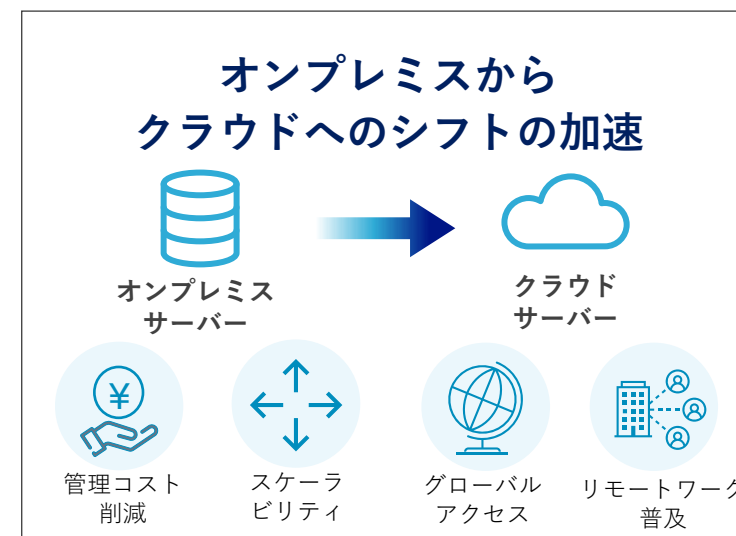 オンプレミスから
クラウドへのシフトの加速
オンプレミス
サーバー
クラウド
サーバー
¥
管理コスト
削減
スケーラ
ビリティ
グローバル
アクセス
リモートワーク
普及